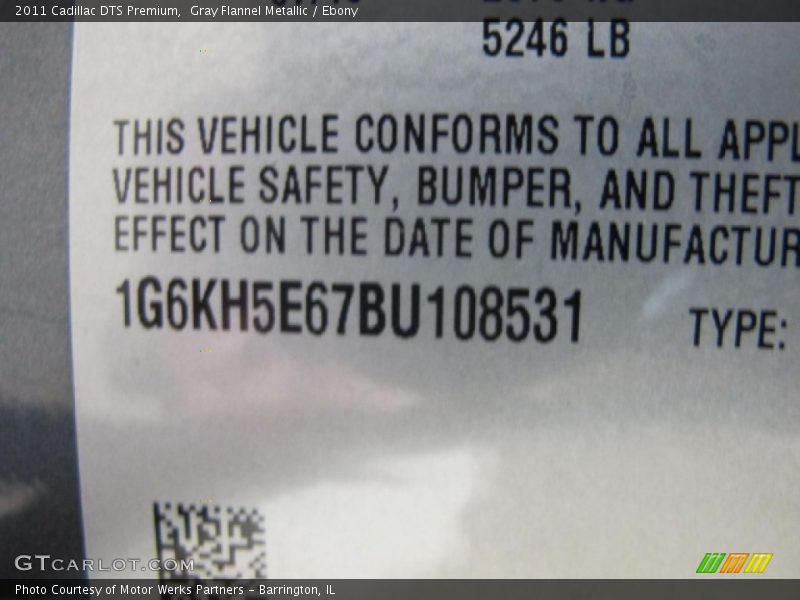 2011 Cadillac DTS Premium, Gray Flannel Metallic / Ebony
5246 LB
THIS VEHICLE CONFORMS TO ALL APPL
VEHICLE SAFETY, BUMPER, AND THEFT
EFFECT ON THE DATE OF MANUFACTUR
1G6KH5E67BU108531
TYPE:
GTCARLOT.COM
Photo Courtesy of Motor Werks Partners - Barrington, IL